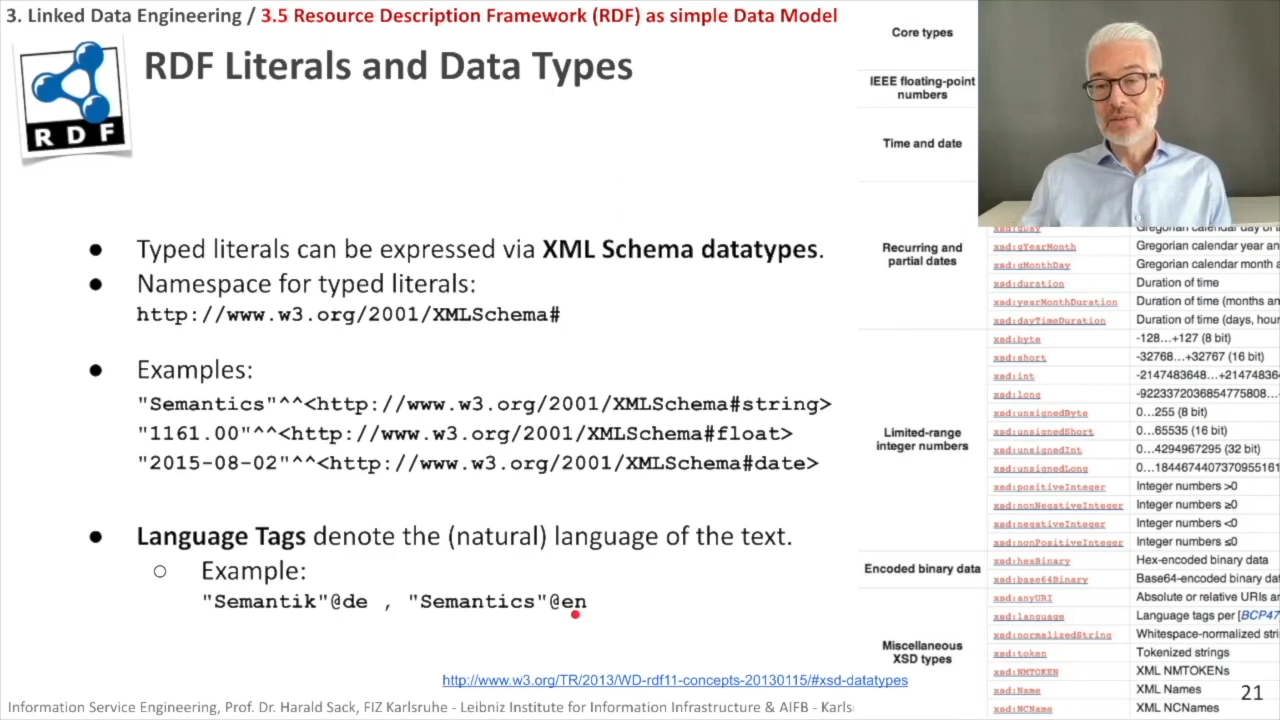 3. Linked Data Engineering / 3.5 Resource Description Framework (RDF) as simple Data Model
RDF
RDF Literals and Data Types
● Typed literals can be expressed via XML Schema datatypes.
● Namespace for typed literals:
http://www.w3.org/2001/XMLSchema#
● Examples:
"Semantics"^^<http://www.w3.org/2001/XMLSchema#string>
"1161.00"^^<http://www.w3.org/2001/XMLSchema#float>
"2015-08-02"^^<http://www.w3.org/2001/XMLSchema#date>
● Language Tags denote the (natural) language of the text.
○ Example:
"Semantik"@de , "Semantics"@en
http://www.w3.org/TR/2013/WD-rdf11-concepts-20130115/#xsd-datatypes
Core types
IEEE floating-point
numbers
Time and date
Recurring and
partial dates
xsd:gYearMonth Gregorian calendar year an
xsd:gMonthDay Gregorian calendar month a
xsd:duration Duration of time
xsd:yearMonthDuration Duration of time (months an
xsd:dayTimeDuration Duration of time (days, hour
Limited-range
integer numbers
xsd:byte -128…+127 (8 bit)
xsd:short -32768…+32767 (16 bit)
xsd:int -2147483648…+214748364
xsd:long -9223372036854775808…
xsd:unsignedByte 0…255 (8 bit)
xsd:unsignedShort 0…65535 (16 bit)
xsd:unsignedInt 0…4294967295 (32 bit)
xsd:unsignedLong 0…1844674407370955161
xsd:positiveInteger Integer numbers >0
xsd:nonNegativeInteger Integer numbers ≥0
xsd:negativeInteger Integer numbers <0
xsd:nonPositiveInteger Integer numbers ≤0
Encoded binary data
xsd:hexBinary Hex-encoded binary data
xsd:base64Binary Base64-encoded binary dat
Miscellaneous
XSD types
xsd:anyURI Absolute or relative URIs an
xsd:language Language tags per [BCP47
xsd:normalizedString Whitespace-normalized stri
xsd:token Tokenized strings
xsd:NMTOKEN XML NMTOKENs
xsd:Name XML Names
xsd:NCName XML NCNames
21
Information Service Engineering, Prof. Dr. Harald Sack, FIZ Karlsruhe - Leibniz Institute for Information Infrastructure & AIFB - Karls